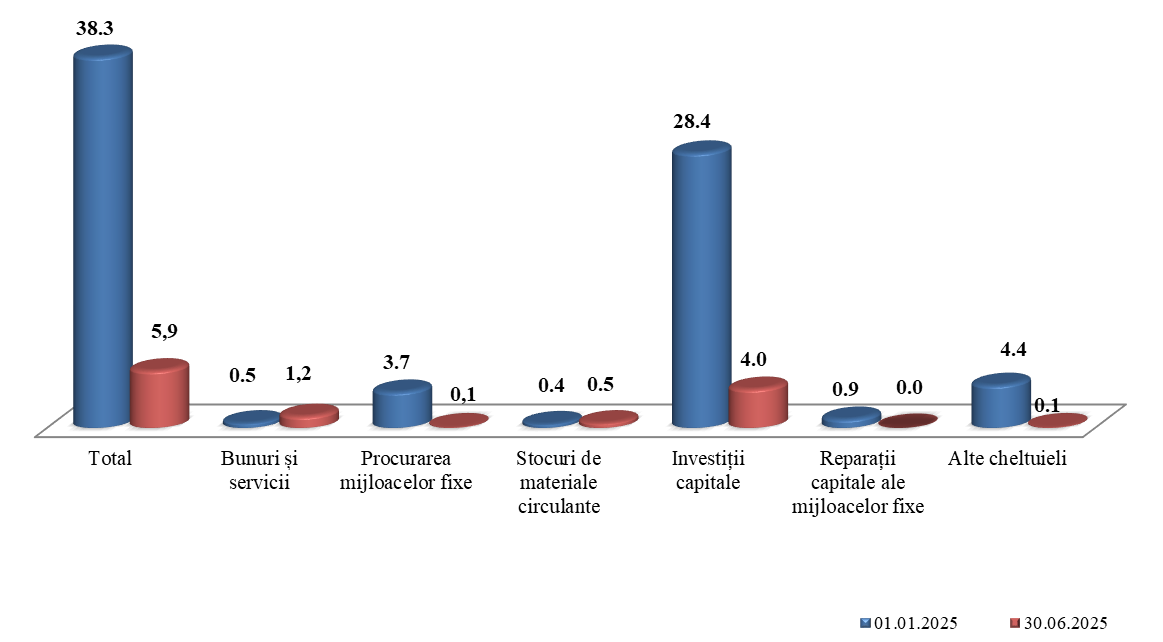 38.3
5,9
0.5
1,2
3.7
0,1
0.4
0.5
28.4
4.0
0.9
0.0
4.4
0.1
Total
Bunuri și
servicii
Procurarea
mijloacelor fixe
Stocuri de
materiale
circulante
Investiții
capitale
Reparații
capitale ale
mijloacelor fixe
Alte cheltuieli
01.01.2025
30.06.2025